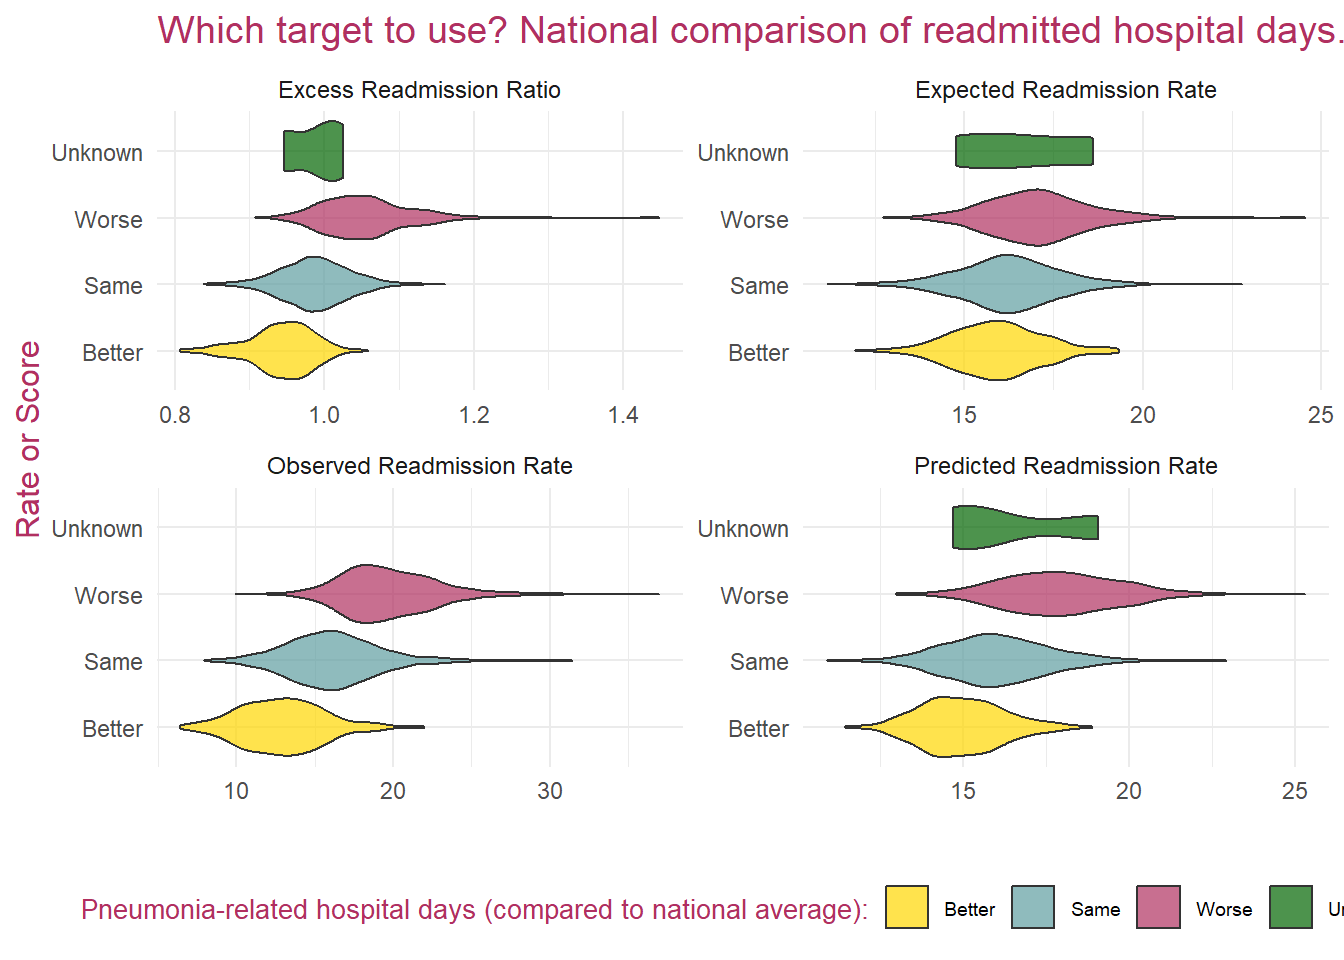 Which target to use? National comparison of readmitted hospital days.
Excess Readmission Ratio
Expected Readmission Rate
Unknown
Worse
Same
Better
0.8 1.0 1.2 1.4
Unknown
Worse
Same
Better
15 20 25
Rate or Score
Observed Readmission Rate
Predicted Readmission Rate
Unknown
Worse
Same
Better
10 20 30
Unknown
Worse
Same
Better
15 20 25
Pneumonia-related hospital days (compared to national average): Better Same Worse